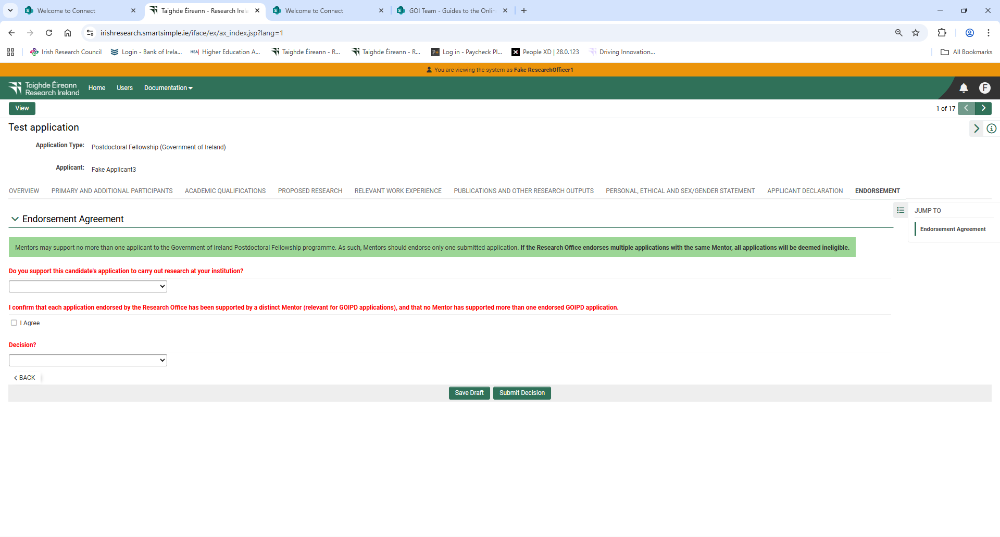 Welcome to Connect
Taighde Éireann - Research Irela
Welcome to Connect
GOI Team - Guides to the Onlin
irishresearch.smartsimple.ie/iface/ex/ax_index.jsp?lang=1
Irish Research Council
Login - Bank of Irela...
HEA| Higher Education A...
Taighde Éireann - R...
Taighde Éireann - R...
P+ Log in - Paycheck Pl...
People XD | 28.0.123
Driving Innovation...
All Bookmarks
You are viewing the system as Fake ResearchOfficer1
Taighde Éireann
Research Ireland
Home
Users
Documentation
F
View
1 of 17
Test application
Application Type: Postdoctoral Fellowship (Government of Ireland)
Applicant: Fake Applicant3
OVERVIEW
PRIMARY AND ADDITIONAL PARTICIPANTS
ACADEMIC QUALIFICATIONS
PROPOSED RESEARCH
RELEVANT WORK EXPERIENCE
PUBLICATIONS AND OTHER RESEARCH OUTPUTS
PERSONAL, ETHICAL AND SEX/GENDER STATEMENT
APPLICANT DECLARATION
ENDORSEMENT
JUMP TO
Endorsement Agreement
Endorsement Agreement
Mentors may support no more than one applicant to the Government of Ireland Postdoctoral Fellowship programme. As such, Mentors should endorse only one submitted application. If the Research Office endorses multiple applications with the same Mentor, all applications will be deemed ineligible.
Do you support this candidate's application to carry out research at your institution?
I confirm that each application endorsed by the Research Office has been supported by a distinct Mentor (relevant for GOIPD applications), and that no Mentor has supported more than one endorsed GOIPD application.
I Agree
Decision?
BACK
Save Draft
Submit Decision